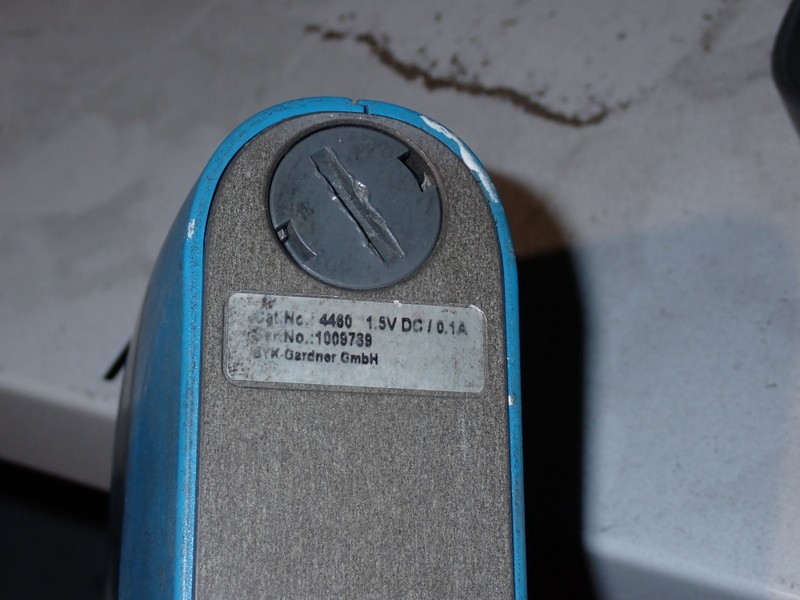 Cat.No.: 4460 1.5V DC / 0.1A
Ser.No.:1009739
BYK-Gardner GmbH